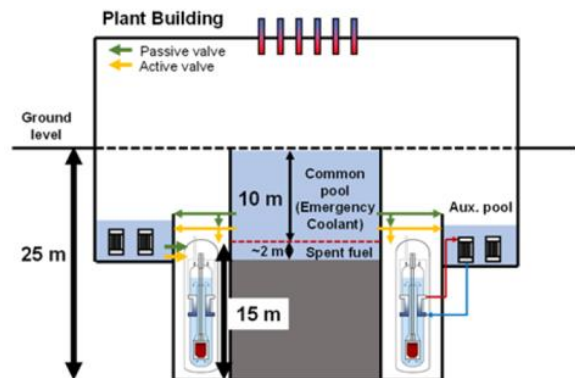 Plant Building
Passive valve
Active valve
Ground
level
10 m
Common
pool
(Emergency
Coolant)
Aux. pool
25 m
~2 m
Spent fuel
15 m